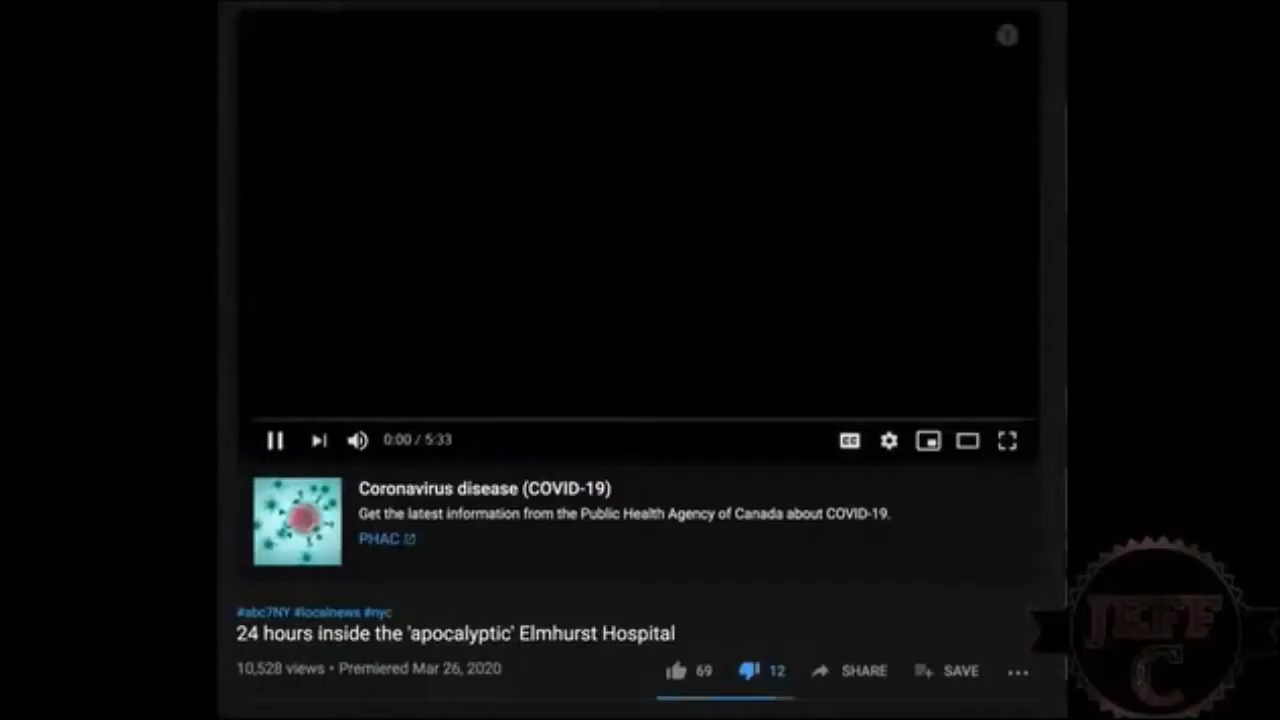 0:00 / 5:33
CC
Coronavirus disease (COVID-19)
Get the latest information from the Public Health Agency of Canada about COVID-19.
PHAC
#abc7NY #localnews #nyc
24 hours inside the 'apocalyptic' Elmhurst Hospital
10,528 views • Premiered Mar 26, 2020
69
12
SHARE
SAVE
JEFF
C